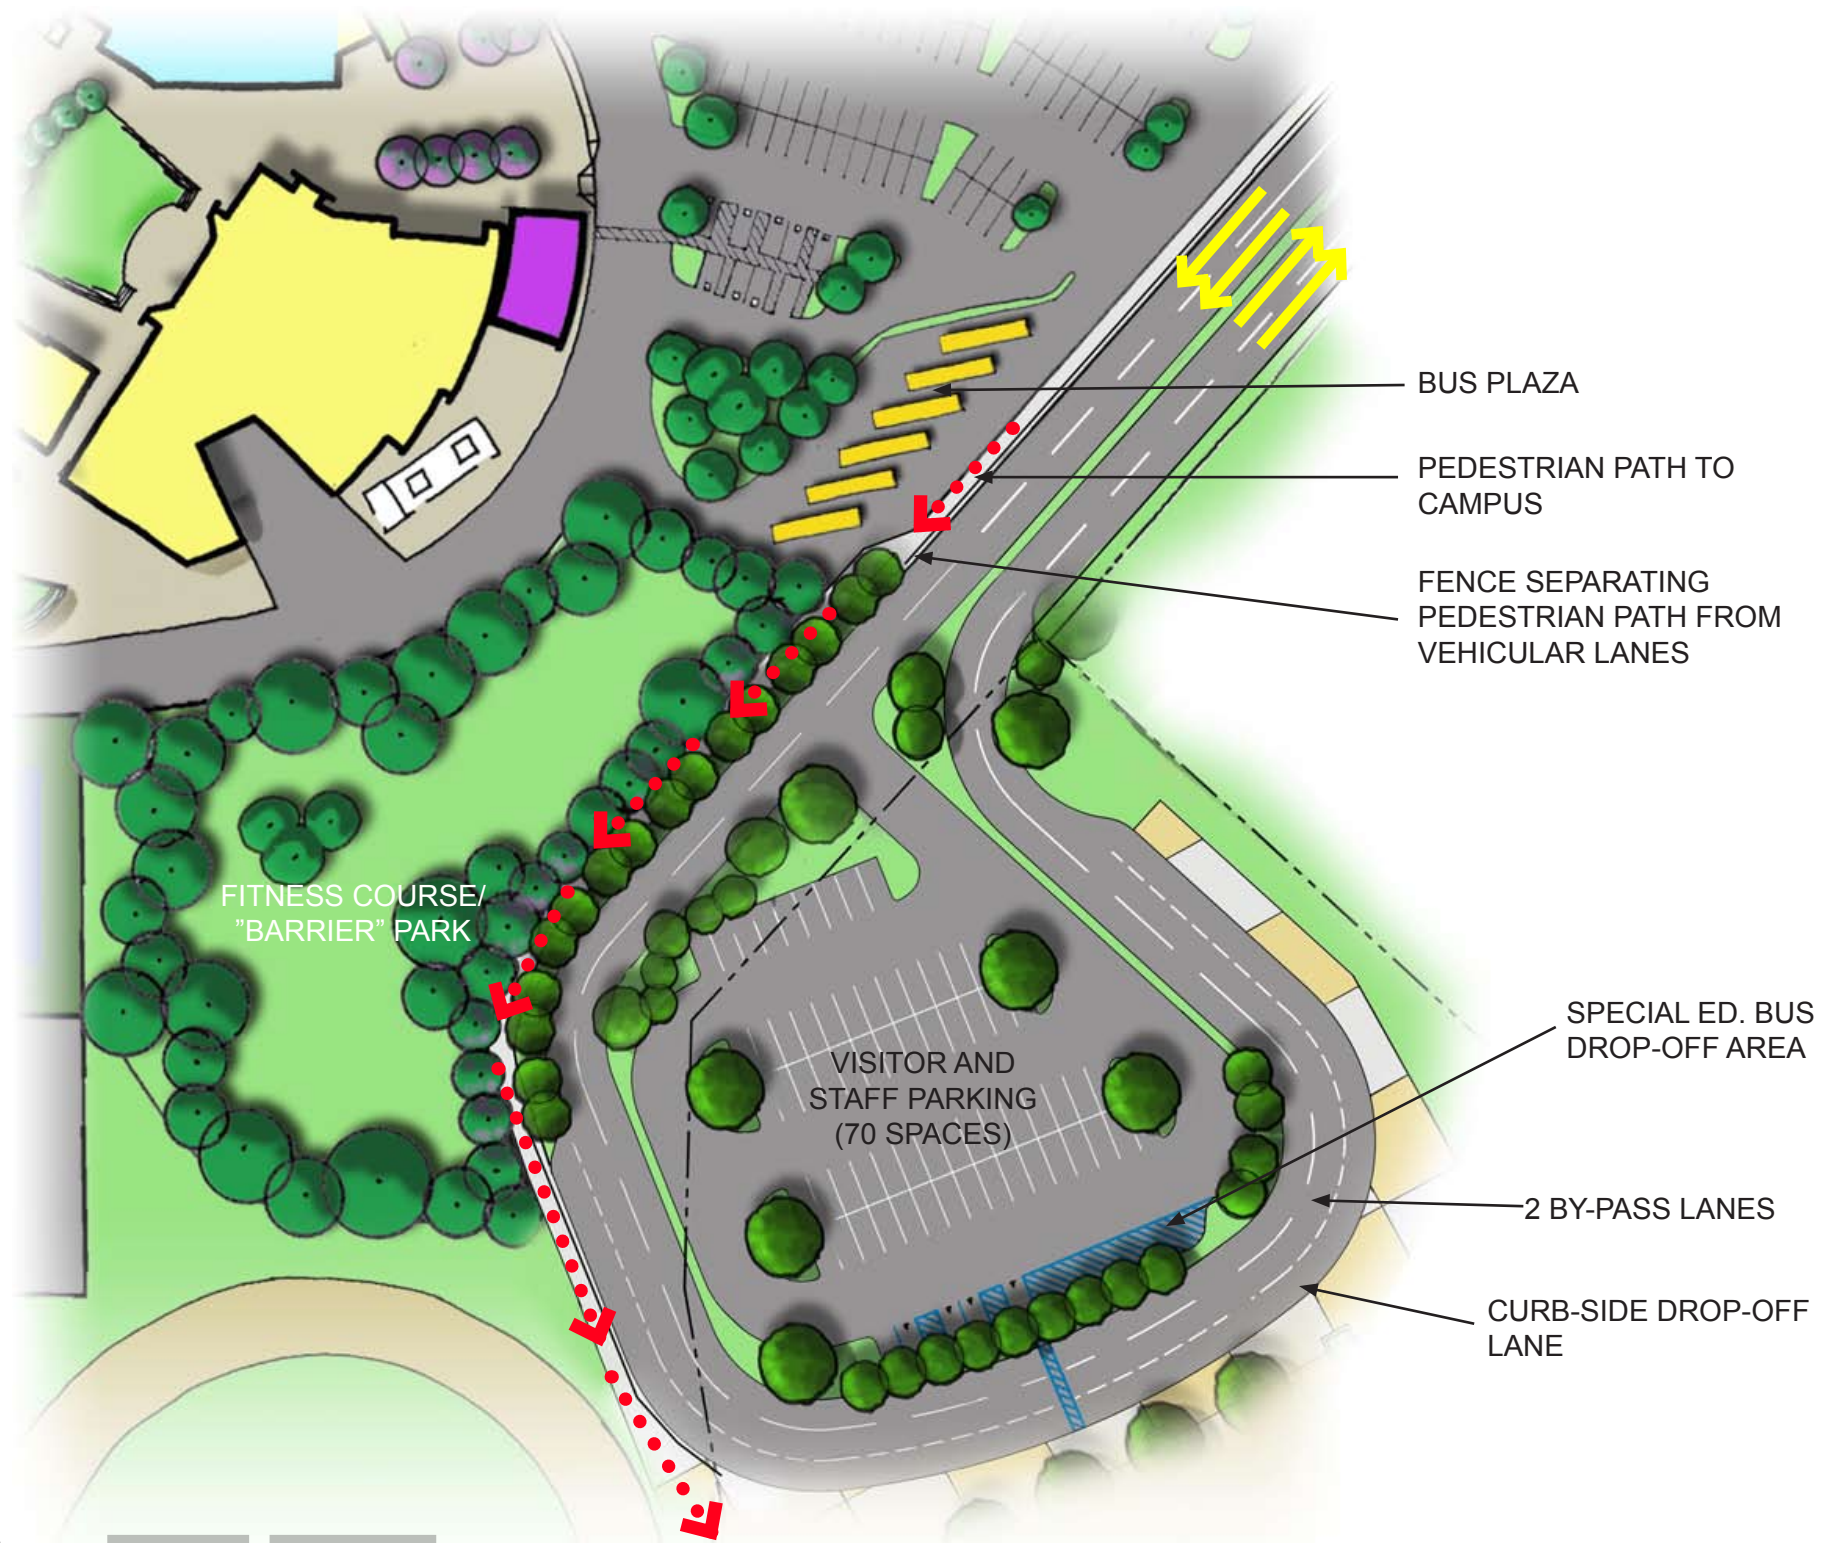 BUS PLAZA
PEDESTRIAN PATH TO
CAMPUS
FENCE SEPARATING
PEDESTRIAN PATH FROM
VEHICULAR LANES
FITNESS COURSE/
”BARRIER” PARK
SPECIAL ED. BUS
DROP-OFF AREA
VISITOR AND
STAFF PARKING
(70 SPACES)
2 BY-PASS LANES
CURB-SIDE DROP-OFF
LANE